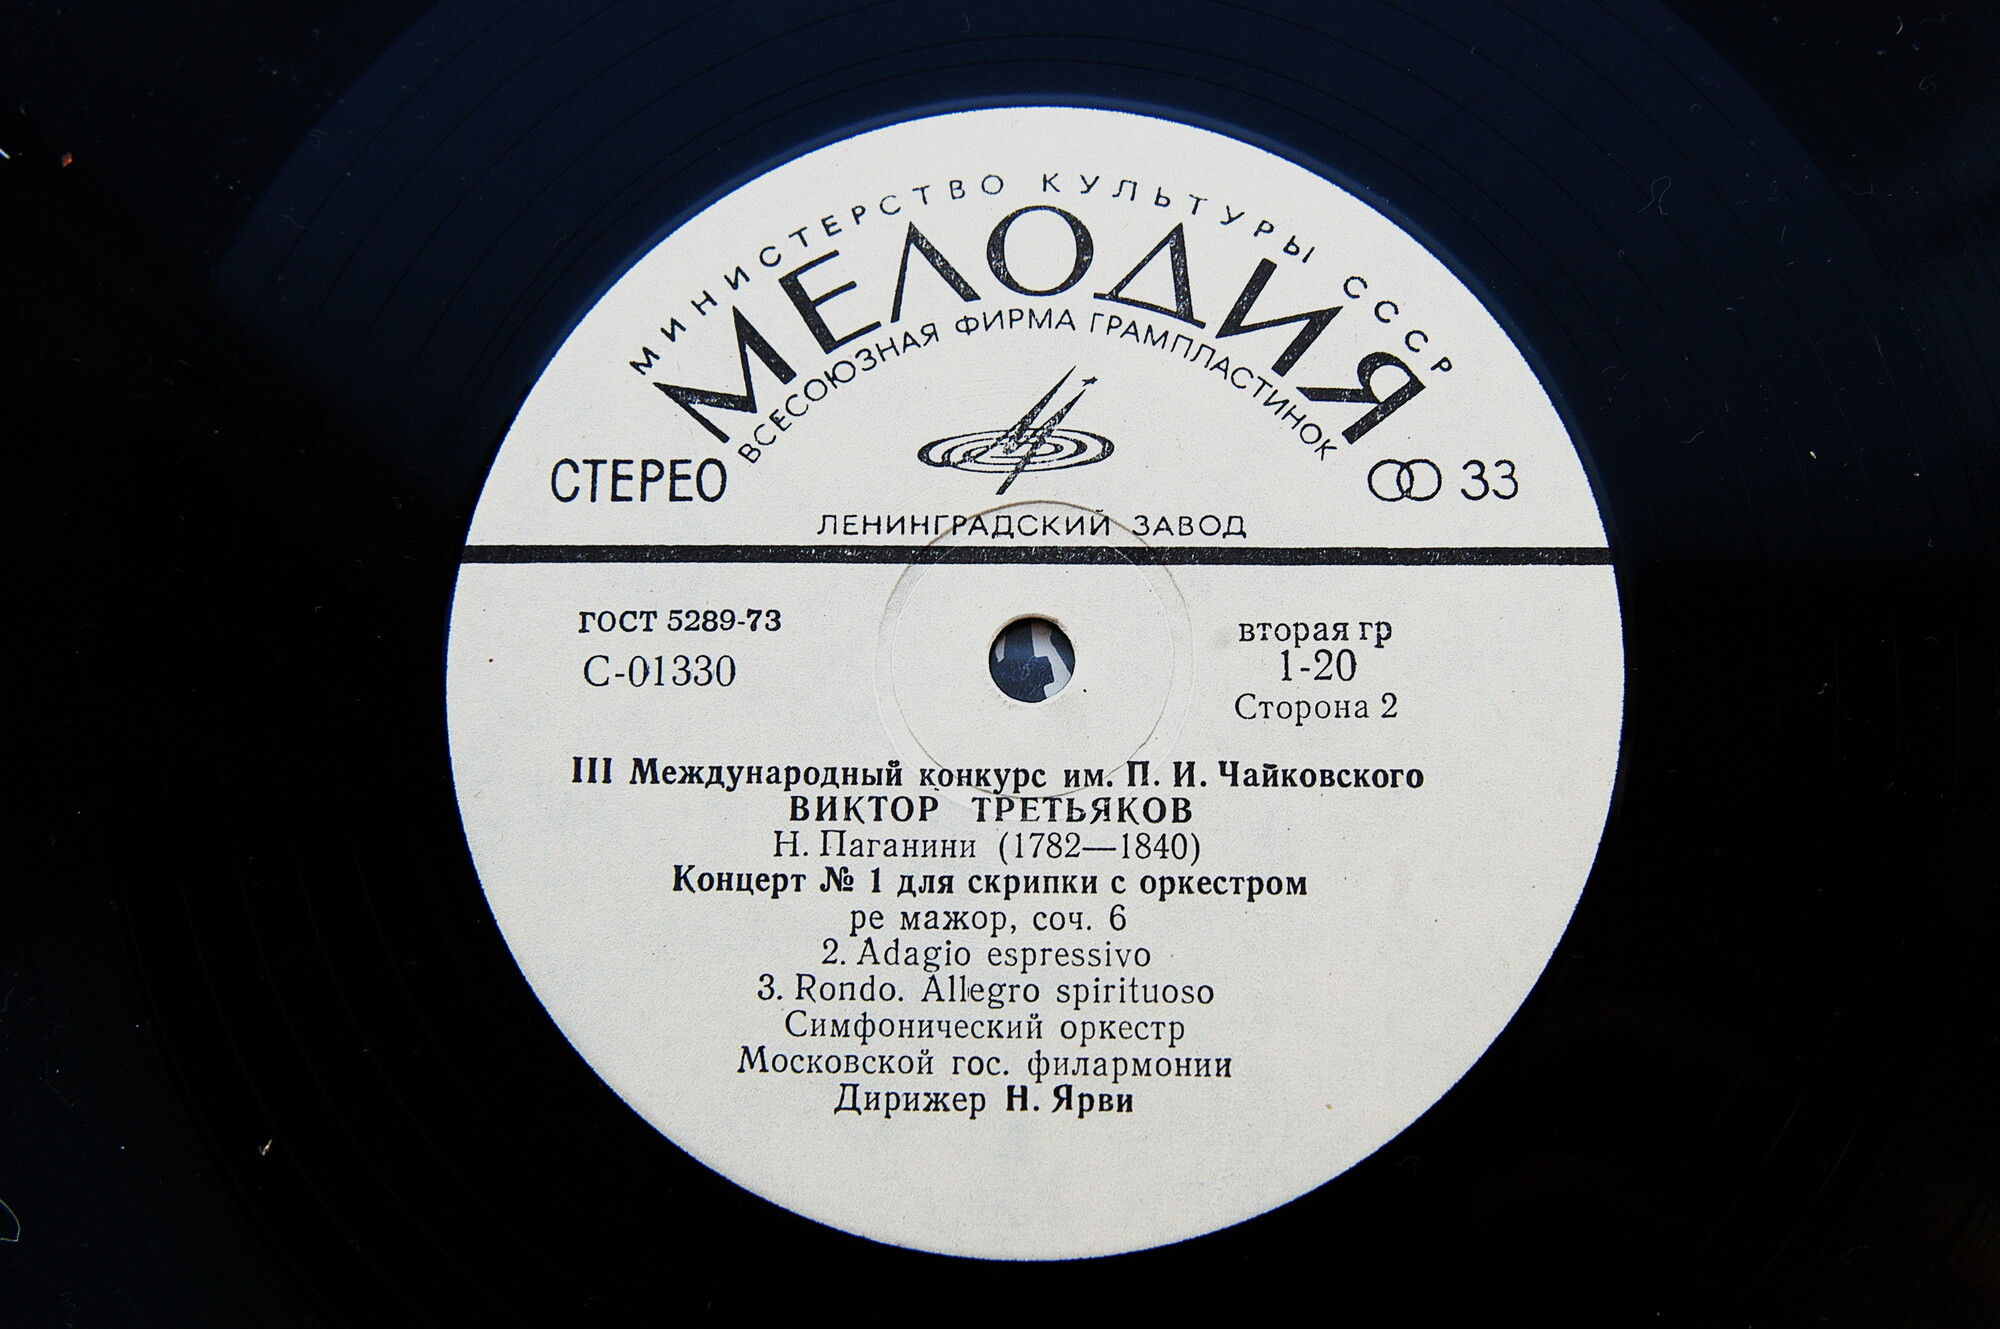 МИНИСТЕРСТВО КУЛЬТУРЫ СССР
МЕЛОДИЯ
ВСЕСОЮЗНАЯ ФИРМА ГРАМПЛАСТИНОК
СТЕРЕО
33
ЛЕНИНГРАДСКИЙ ЗАВОД
ГОСТ 5289-73
С-01330
вторая гр
1-20
Сторона 2
III Международный конкурс им. П. И. Чайковского
ВИКТОР ТРЕТЬЯКОВ
Н. Паганини (1782—1840)
Концерт № 1 для скрипки с оркестром
ре мажор, соч. 6
2. Adagio espressivo
3. Rondo. Allegro spirituoso
Симфонический оркестр
Московской гос. филармонии
Дирижер Н. Ярви